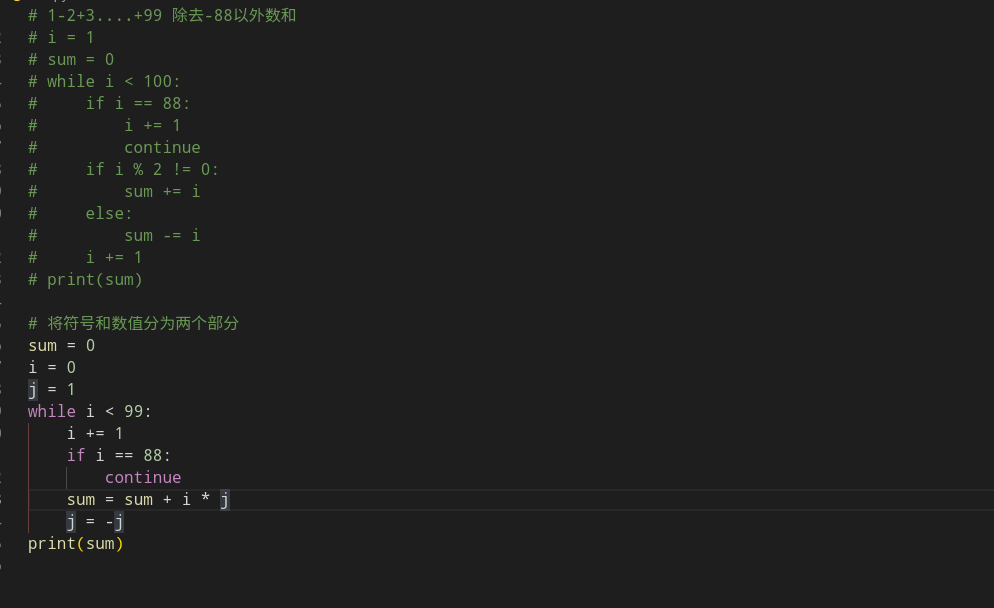 # 1-2+3....+99 除去-88以外数和
# i = 1
# sum = 0
# while i < 100:
#     if i == 88:
#         i += 1
#         continue
#     if i % 2 != 0:
#         sum += i
#     else:
#         sum -= i
#     i += 1
# print(sum)
# 将符号和数值分为两个部分
sum = 0
i = 0
j = 1
while i < 99:
    i += 1
    if i == 88:
        continue
    sum = sum + i * j
    j = -j
print(sum)